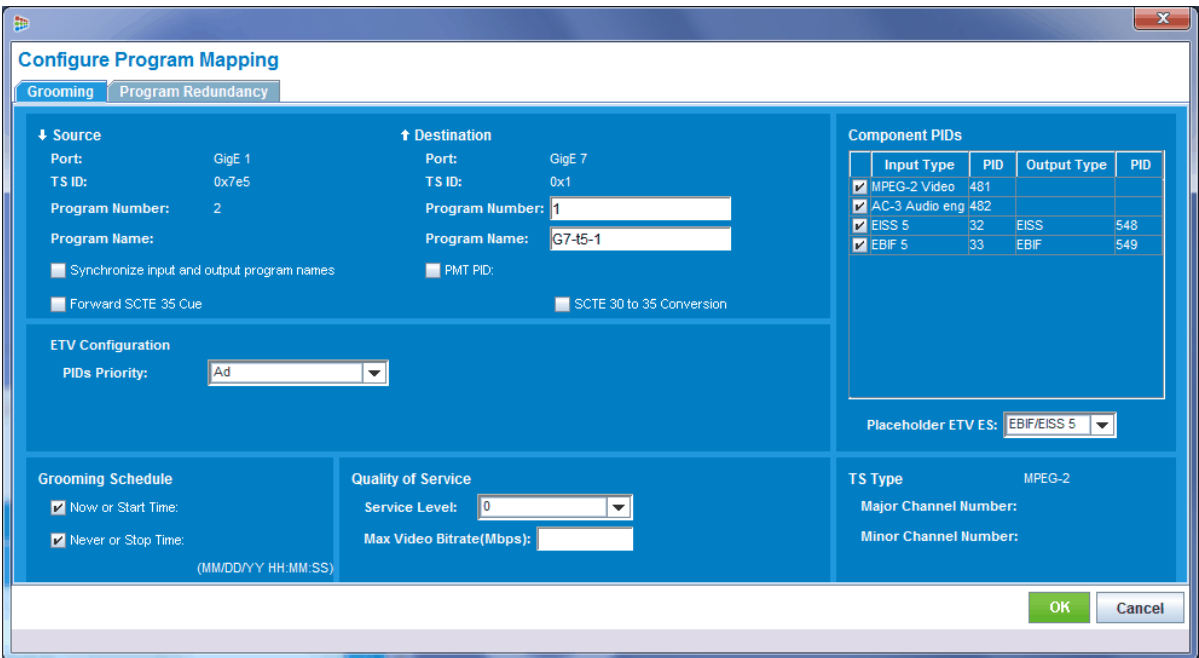 Configure Program Mapping
Grooming Program Redundancy
Source Destination
Port: GigE 1 Port: GigE 7
TS ID: 0x7e5 TS ID: 0x1
Program Number: 2 Program Number: 1
Program Name: Program Name: G7-t5-1
Synchronize input and output program names PMT PID:
Forward SCTE 35 Cue SCTE 30 to 35 Conversion
ETV Configuration
PIDs Priority: Ad
Component PIDs
Input Type PID Output Type PID
MPEG-2 Video 481
AC-3 Audio eng 482
EISS 5 32 EISS 548
EBIF 5 33 EBIF 549
Placeholder ETV ES: EBIF/EISS 5
Grooming Schedule
Now or Start Time:
Never or Stop Time:
(MM/DD/YY HH:MM:SS)
Quality of Service
Service Level: 0
Max Video Bitrate(Mbps):
TS Type MPEG-2
Major Channel Number:
Minor Channel Number:
OK Cancel